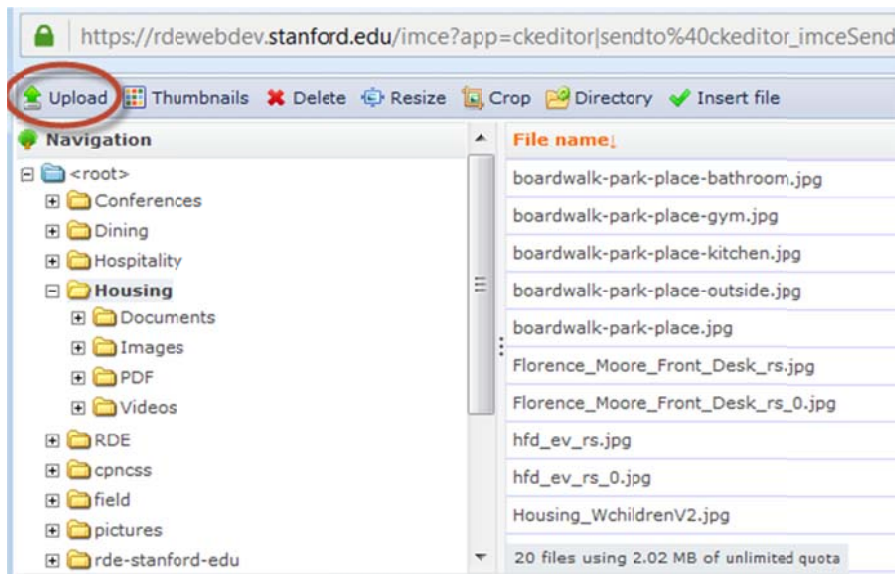 https://rdewebdev.stanford.edu/imce?app=ckeditor|sendto%40ckeditor_imceSend
Upload Thumbnails Delete Resize Crop Directory Insert file
Navigation
<root>
Conferences
Dining
Hospitality
Housing
Documents
Images
PDF
Videos
RDE
cpncss
field
pictures
rde-stanford-edu
File name↓
boardwalk-park-place-bathroom.jpg
boardwalk-park-place-gym.jpg
boardwalk-park-place-kitchen.jpg
boardwalk-park-place-outside.jpg
boardwalk-park-place.jpg
Florence_Moore_Front_Desk_rs.jpg
Florence_Moore_Front_Desk_rs_0.jpg
hfd_ev_rs.jpg
hfd_ev_rs_0.jpg
Housing_WchildrenV2.jpg
20 files using 2.02 MB of unlimited quota